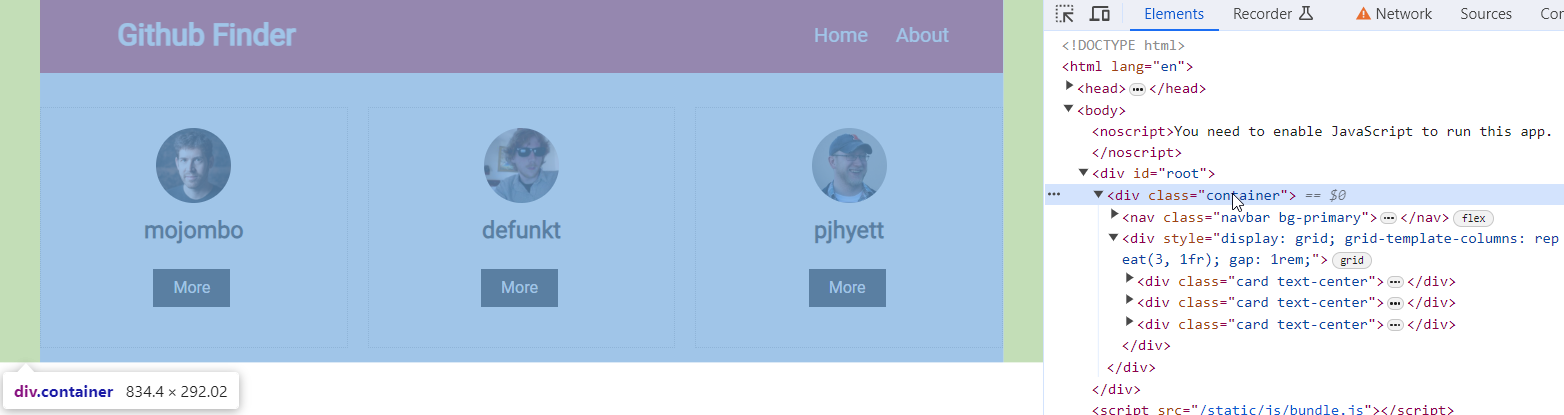 Github Finder
Home About
mojombo
defunkt
pjhyett
More
More
More
div.container 834.4 × 292.02
Elements Recorder Network Sources Cor
<!DOCTYPE html>
<html lang="en">
<head>…</head>
<body>
<noscript>You need to enable JavaScript to run this app.
</noscript>
<div id="root">
… <div class="container"> == $0
<nav class="navbar bg-primary">…</nav> flex
<div style="display: grid; grid-template-columns: rep
eat(3, 1fr); gap: 1rem;"> grid
<div class="card text-center">…</div>
<div class="card text-center">…</div>
<div class="card text-center">…</div>
</div>
</div>
</div>
<script src="/static/js/bundle.js"></script>